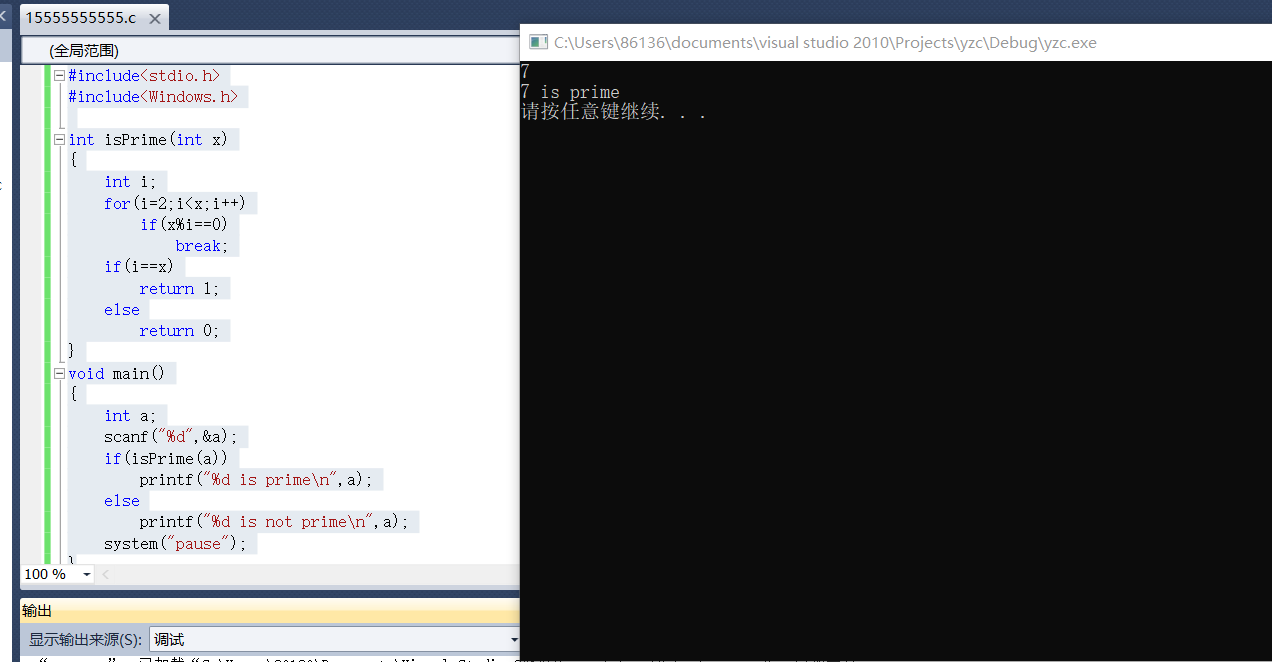 15555555555.c
(全局范围)
#include<stdio.h>
#include<Windows.h>
int isPrime(int x)
{
int i;
for(i=2;i<x;i++)
if(x%i==0)
break;
if(i==x)
return 1;
else
return 0;
}
void main()
{
int a;
scanf("%d",&a);
if(isPrime(a))
printf("%d is prime\n",a);
else
printf("%d is not prime\n",a);
system("pause");
}
100 %
输出
显示输出来源(S): 调试
C:\Users\86136\documents\visual studio 2010\Projects\yzc\Debug\yzc.exe
7
7 is prime
请按任意键继续. . .